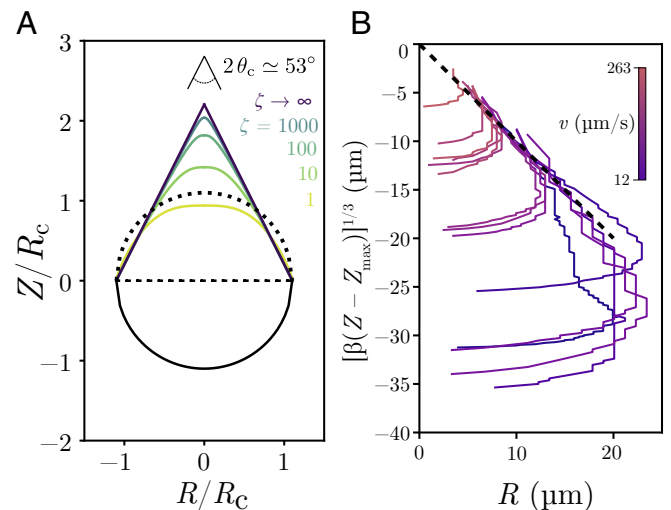 A
B
3
2
1
0
−1
−2
Z/R_c
−1
0
1
R/R_c
2θ_c ≃ 53°
ζ → ∞
ζ = 1000
100
10
1
0
−5
−10
−15
−20
−25
−30
−35
−40
[β(Z − Z_max)]^{1/3} (µm)
0
10
20
R (µm)
263
v (µm/s)
12